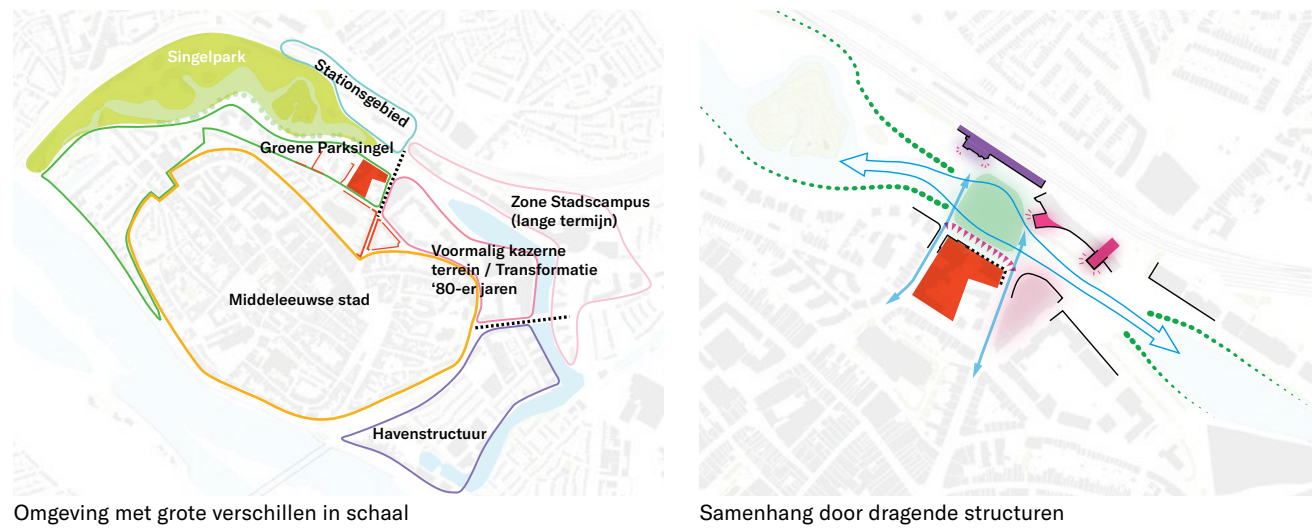 Singelpark
Stationsgebied
Groene Parksingel
Zone Stadscampus
(lange termijn)
Voormalig kazerne
terrein / Transformatie
‘80-er jaren
Middeleeuwse stad
Havenstructuur
Omgeving met grote verschillen in schaal
Samenhang door dragende structuren